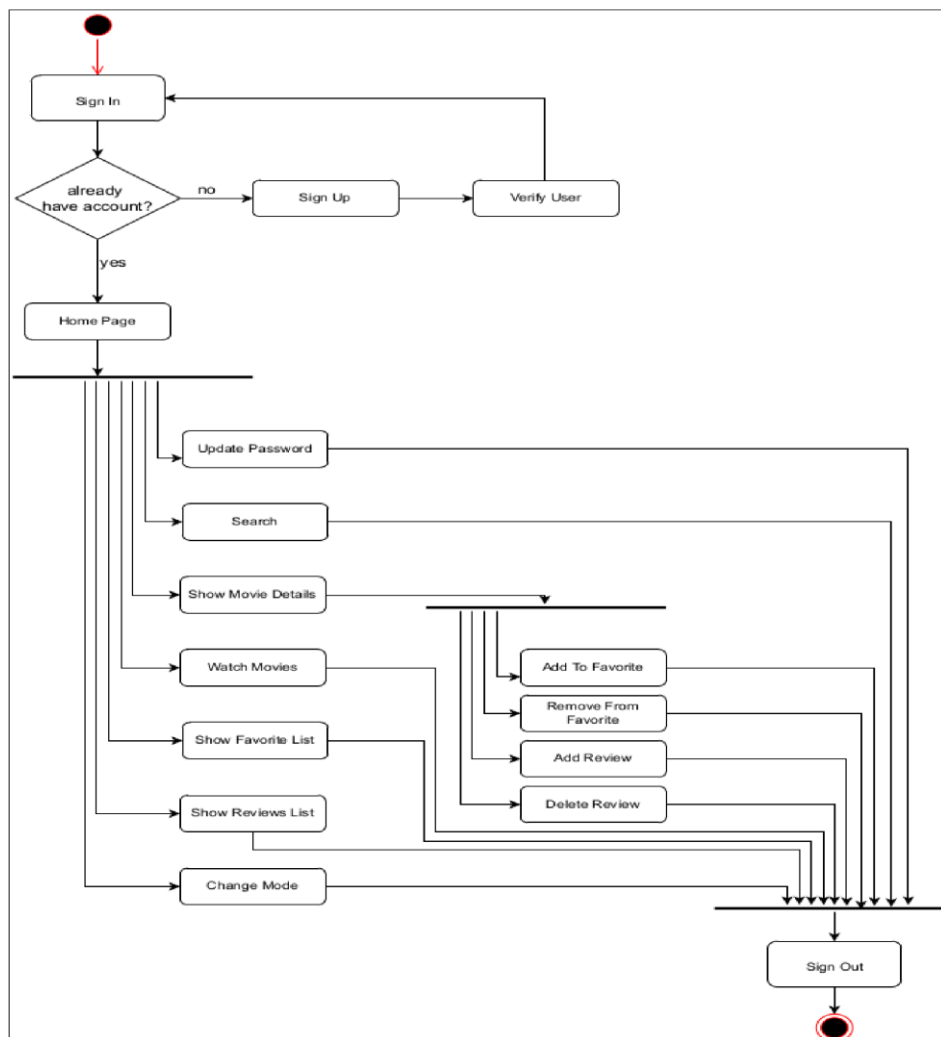 Sign In
already
have account?
no
Sign Up
Verify User
yes
Home Page
Update Password
Search
Show Movie Details
Watch Movies
Add To Favorite
Remove From
Favorite
Show Favorite List
Add Review
Show Reviews List
Delete Review
Change Mode
Sign Out